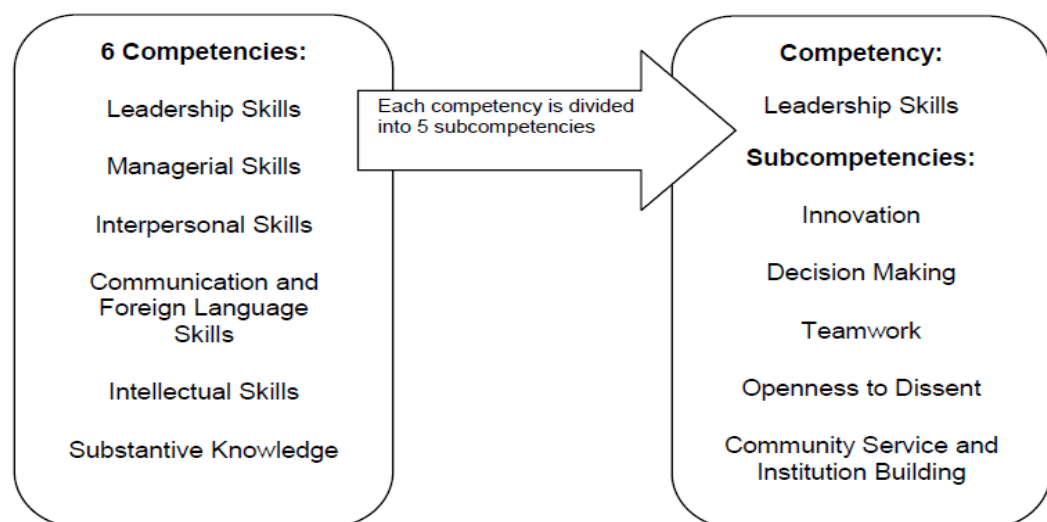 6 Competencies:
Leadership Skills
Managerial Skills
Interpersonal Skills
Communication and
Foreign Language
Skills
Intellectual Skills
Substantive Knowledge
Each competency is divided
into 5 subcompetencies
Competency:
Leadership Skills
Subcompetencies:
Innovation
Decision Making
Teamwork
Openness to Dissent
Community Service and
Institution Building